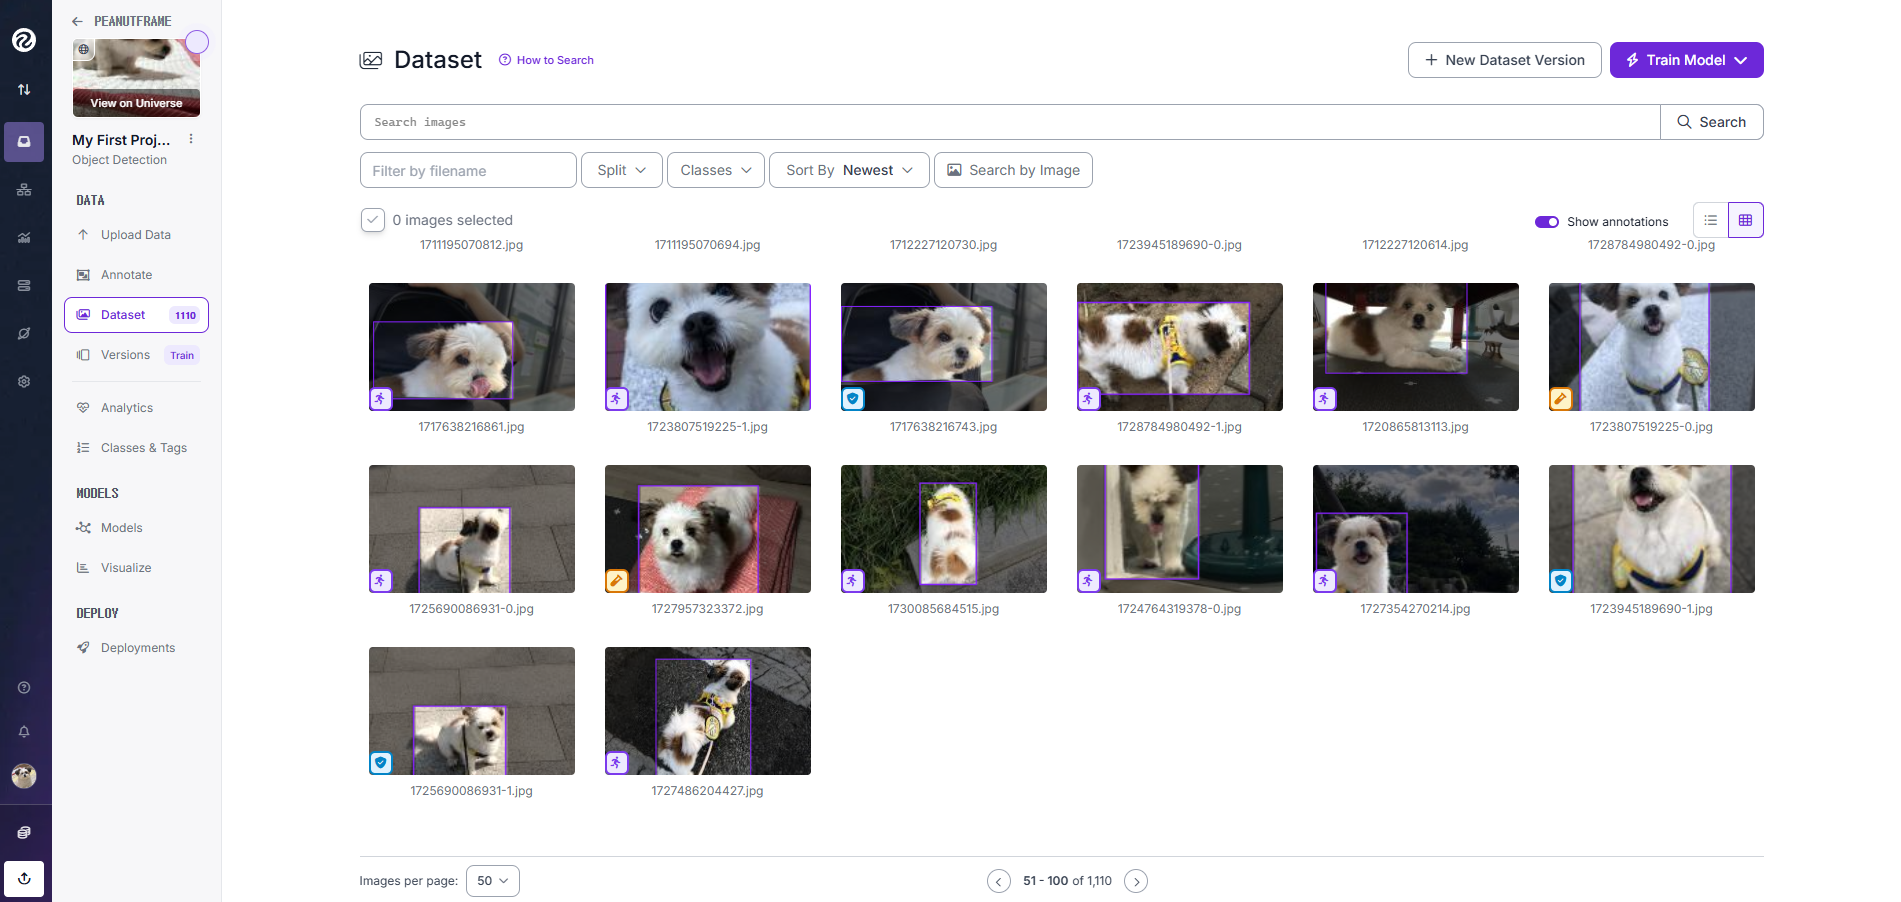 PEANUTFRAME
View on Universe
My First Proj...
Object Detection
DATA
Upload Data
Annotate
Dataset 1110
Versions Train
Analytics
Classes & Tags
MODELS
Models
Visualize
DEPLOY
Deployments
Dataset How to Search
New Dataset Version Train Model
Search images Search
Filter by filename Split Classes Sort By Newest Search by Image
0 images selected Show annotations
1711195070812.jpg 1711195070694.jpg 1712227120730.jpg 1723945189690-0.jpg 1712227120614.jpg 1728784980492-0.jpg
1717638216861.jpg 1723807519225-1.jpg 1717638216743.jpg 1728784980492-1.jpg 1720865813113.jpg 1723807519225-0.jpg
1725690086931-0.jpg 1727957323372.jpg 1730085684515.jpg 1724764319378-0.jpg 1727354270214.jpg 1723945189690-1.jpg
1725690086931-1.jpg 1727486204427.jpg
Images per page: 50 51 - 100 of 1,110